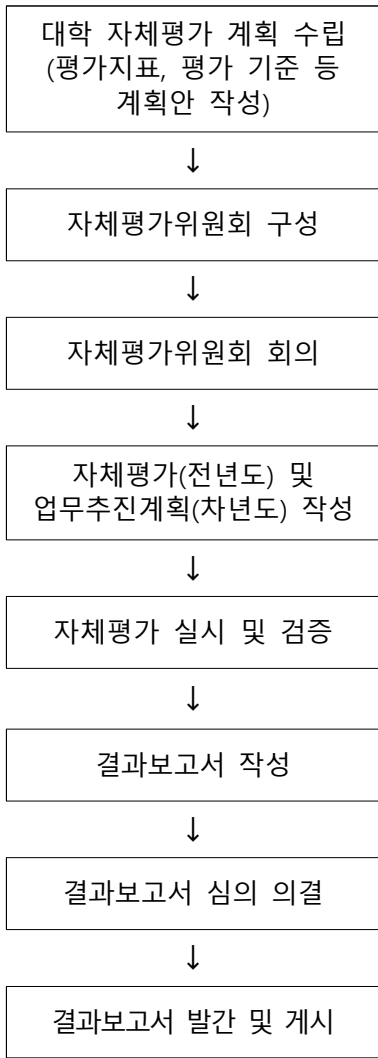 대학 자체평가 계획 수립
(평가지표, 평가 기준 등
계획안 작성)
↓
자체평가위원회 구성
↓
자체평가위원회 회의
↓
자체평가(전년도) 및
업무추진계획(차년도) 작성
↓
자체평가 실시 및 검증
↓
결과보고서 작성
↓
결과보고서 심의 의결
↓
결과보고서 발간 및 게시